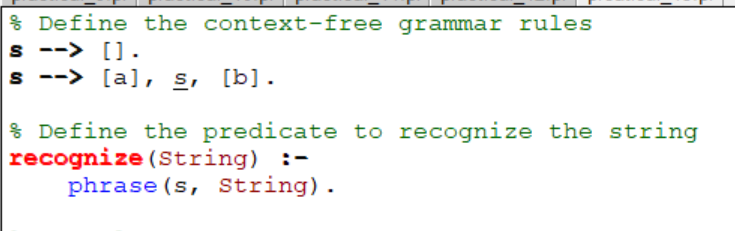 % Define the context-free grammar rules
s --> [].
s --> [a], s, [b].
% Define the predicate to recognize the string
recognize(String) :-
phrase(s, String).